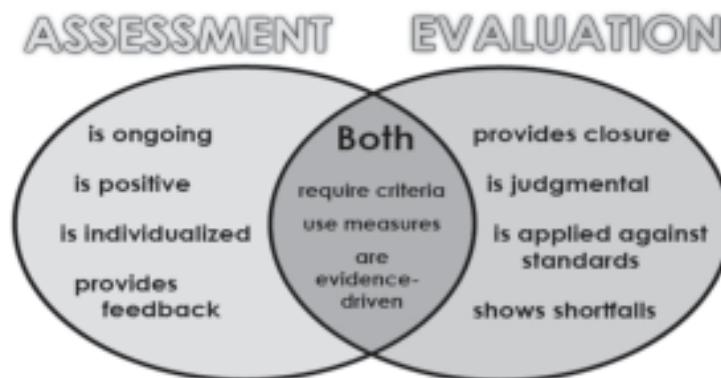 ASSESSMENT
EVALUATION
is ongoing
is positive
is individualized
provides
feedback
Both
require criteria
use measures
are
evidence-
driven
provides closure
is judgmental
is applied against
standards
shows shortfalls